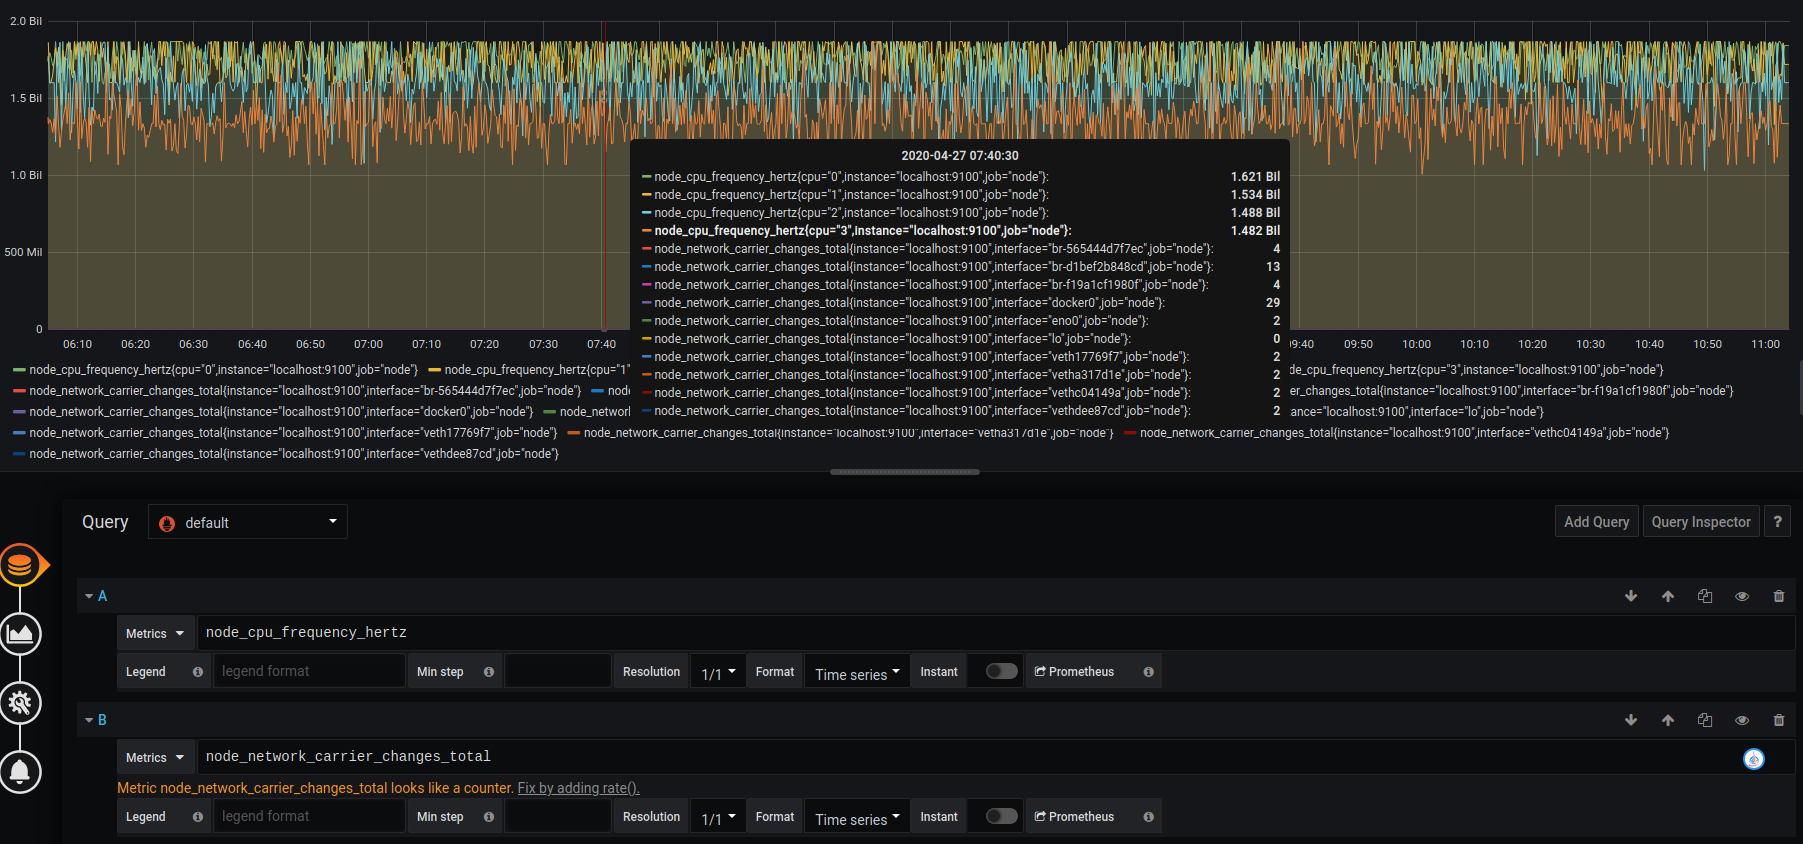 2.0 Bil
1.5 Bil
1.0 Bil
500 Mil
0
06:10 06:20 06:30 06:40 06:50 07:00 07:10 07:20 07:30 07:40 9:40 09:50 10:00 10:10 10:20 10:30 10:40 10:50 11:00
2020-04-27 07:40:30
node_cpu_frequency_hertz{cpu="0",instance="localhost:9100",job="node"}: 1.621 Bil
node_cpu_frequency_hertz{cpu="1",instance="localhost:9100",job="node"}: 1.534 Bil
node_cpu_frequency_hertz{cpu="2",instance="localhost:9100",job="node"}: 1.488 Bil
node_cpu_frequency_hertz{cpu="3",instance="localhost:9100",job="node"}: 1.482 Bil
node_network_carrier_changes_total{instance="localhost:9100",interface="br-565444d7f7ec",job="node"}: 4
node_network_carrier_changes_total{instance="localhost:9100",interface="br-d1bef2b848cd",job="node"}: 13
node_network_carrier_changes_total{instance="localhost:9100",interface="br-f19a1cf1980f",job="node"}: 4
node_network_carrier_changes_total{instance="localhost:9100",interface="docker0",job="node"}: 29
node_network_carrier_changes_total{instance="localhost:9100",interface="eno0",job="node"}: 2
node_network_carrier_changes_total{instance="localhost:9100",interface="lo",job="node"}: 0
node_network_carrier_changes_total{instance="localhost:9100",interface="veth17769f7",job="node"}: 2
node_network_carrier_changes_total{instance="localhost:9100",interface="vetha317d1e",job="node"}: 2
node_network_carrier_changes_total{instance="localhost:9100",interface="vethc04149a",job="node"}: 2
node_network_carrier_changes_total{instance="localhost:9100",interface="vethdee87cd",job="node"}: 2
node_cpu_frequency_hertz{cpu="0",instance="localhost:9100",job="node"} node_cpu_frequency_hertz{cpu="1" de_cpu_frequency_hertz{cpu="3",instance="localhost:9100",job="node"}
node_network_carrier_changes_total{instance="localhost:9100",interface="br-565444d7f7ec",job="node"} nod er_changes_total{instance="localhost:9100",interface="br-f19a1cf1980f",job="node"}
node_network_carrier_changes_total{instance="localhost:9100",interface="docker0",job="node"} node_networl ance="localhost:9100",interface="lo",job="node"}
node_network_carrier_changes_total{instance="localhost:9100",interface="veth17769f7",job="node"} node_network_carrier_changes_total{instance="localhost:9100",interface="vetha317d1e",job="node"} node_network_carrier_changes_total{instance="localhost:9100",interface="vethc04149a",job="node"}
node_network_carrier_changes_total{instance="localhost:9100",interface="vethdee87cd",job="node"}
Query default Add Query Query Inspector ?
A
Metrics node_cpu_frequency_hertz
Legend legend format Min step Resolution 1/1 Format Time series Instant Prometheus
B
Metrics node_network_carrier_changes_total
Metric node_network_carrier_changes_total looks like a counter. Fix by adding rate().
Legend legend format Min step Resolution 1/1 Format Time series Instant Prometheus